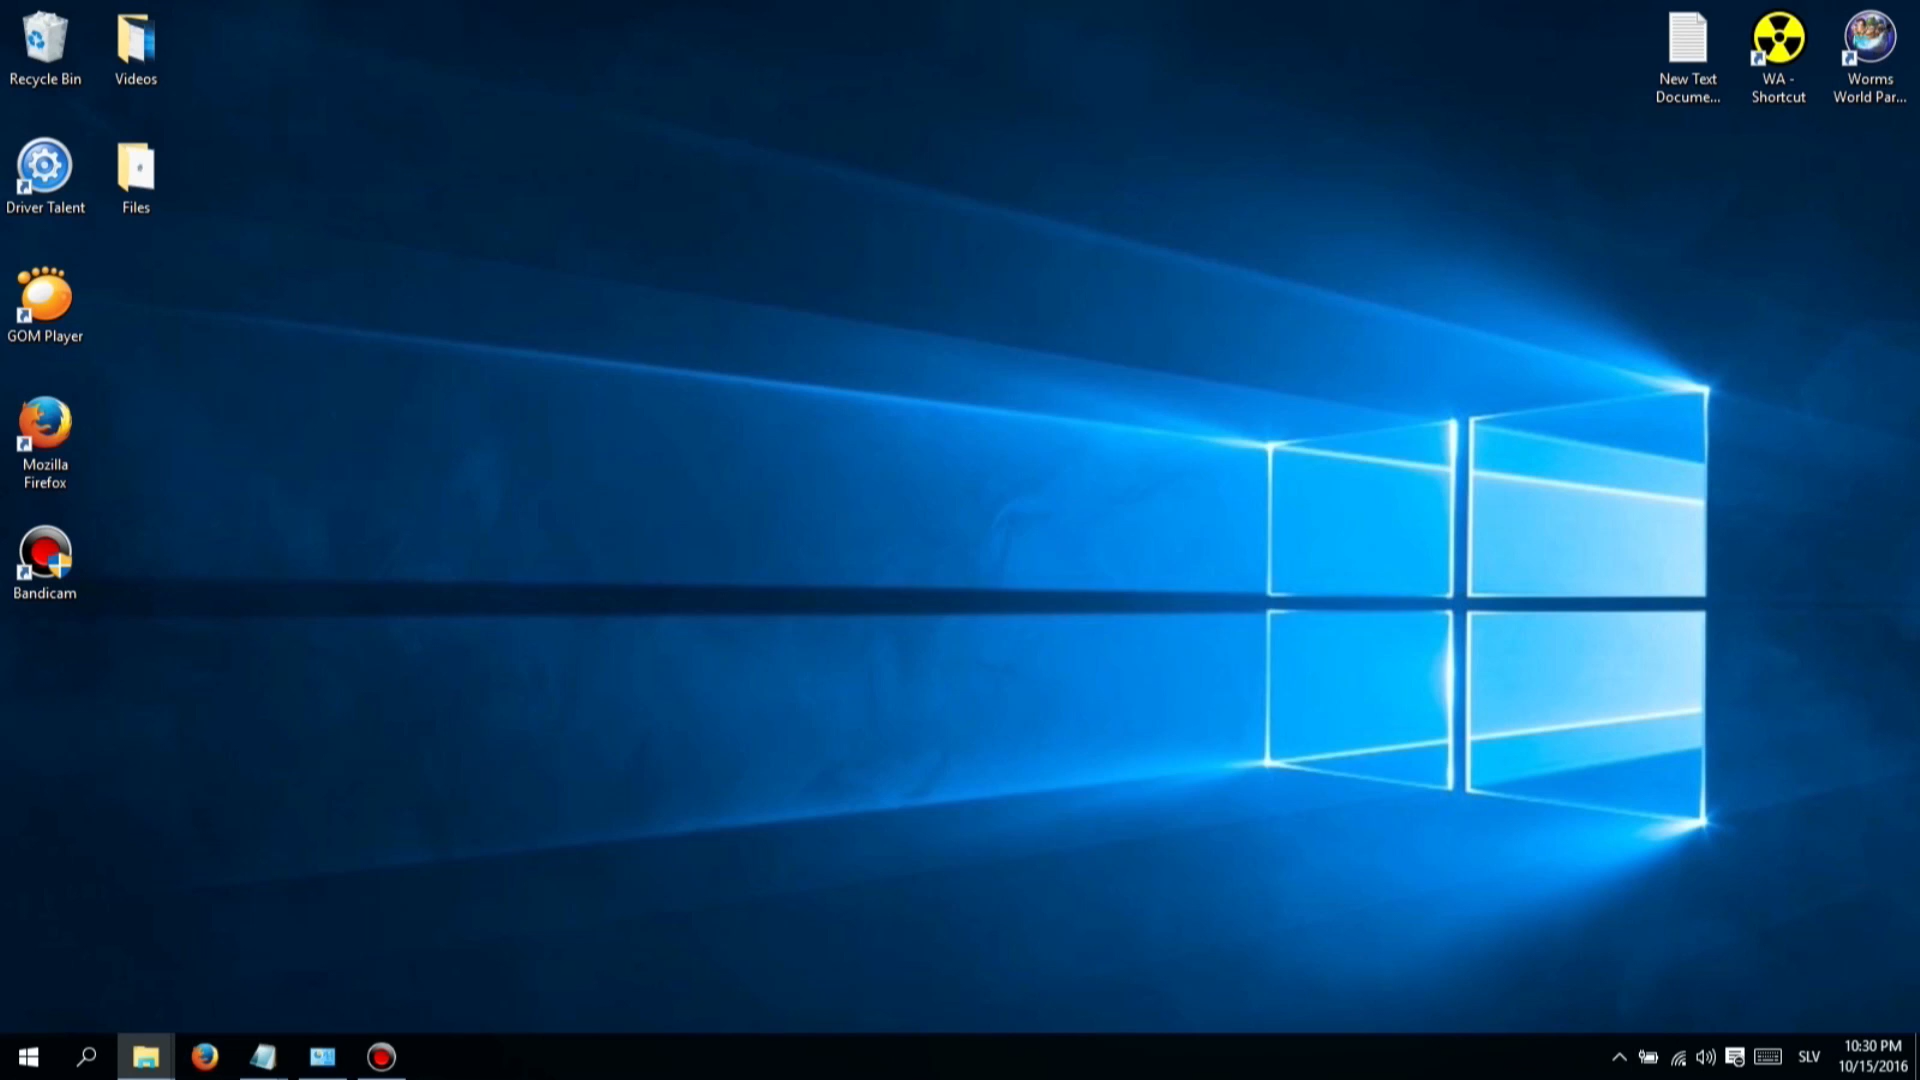 Recycle Bin
Videos
New Text
Docume...
WA -
Shortcut
Worms
World Par...
Driver Talent
Files
GOM Player
Mozilla
Firefox
Bandicam
SLV
10:30 PM
10/15/2016